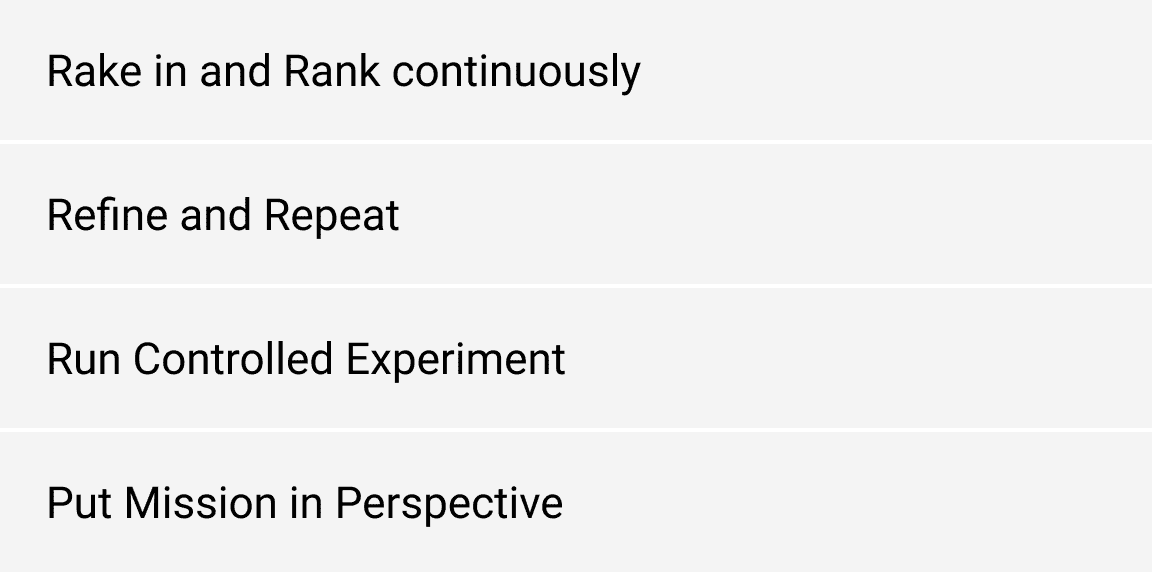 Rake in and Rank continuously
Refine and Repeat
Run Controlled Experiment
Put Mission in Perspective